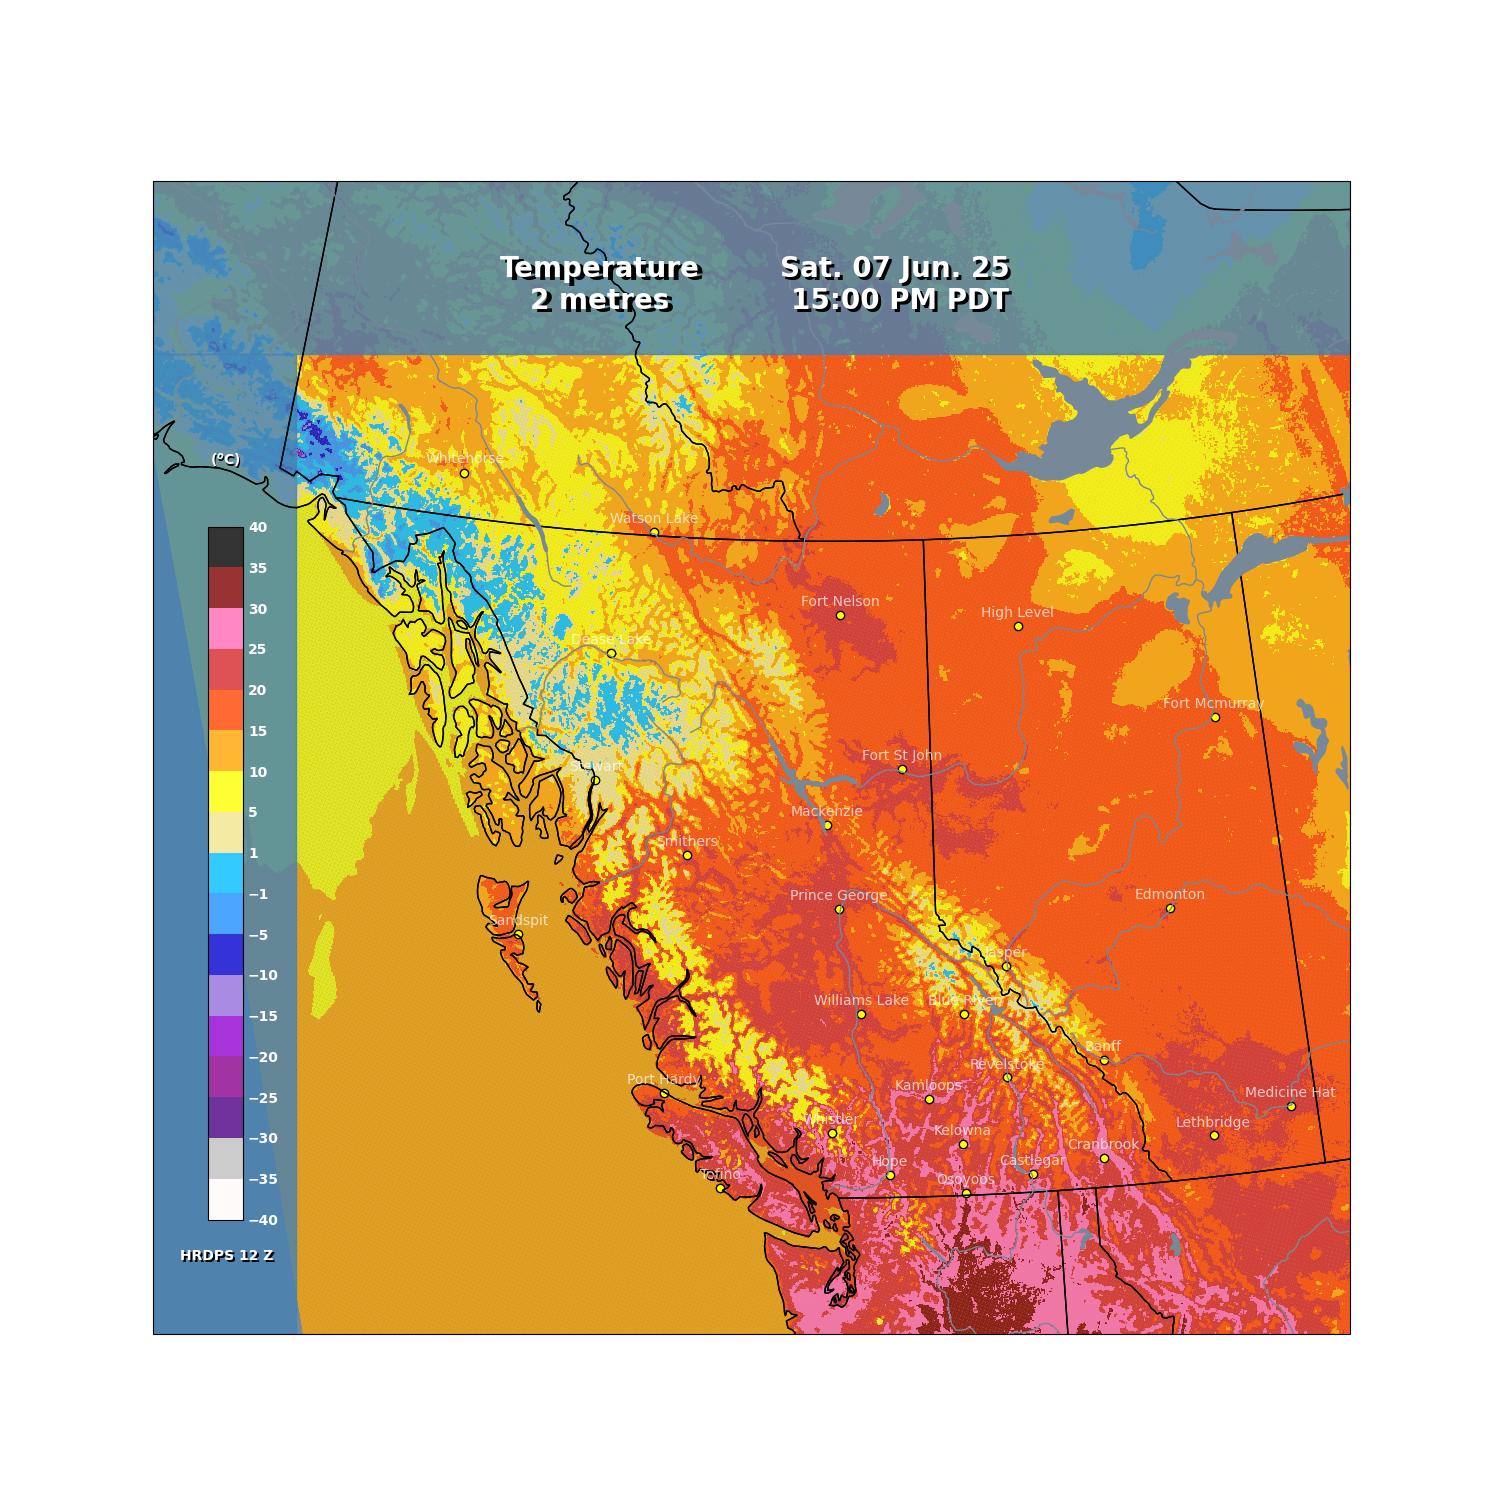 Temperature
2 metres
Sat. 07 Jun. 25
15:00 PM PDT
Whitehorse
(°C)
Watson Lake
40
35
30
25
20
15
10
5
1
−1
−5
−10
−15
−20
−25
−30
−35
−40
HRDPS 12 Z
Fort Nelson
High Level
Dease Lake
Fort Mcmurray
Fort St John
Stewart
Mackenzie
Smithers
Prince George
Edmonton
Sandspit
Jasper
Williams Lake
Blue River
Banff
Revelstoke
Port Hardy
Kamloops
Medicine Hat
Whistler
Lethbridge
Kelowna
Cranbrook
Hope
Castlegar
Tofino
Osoyoos